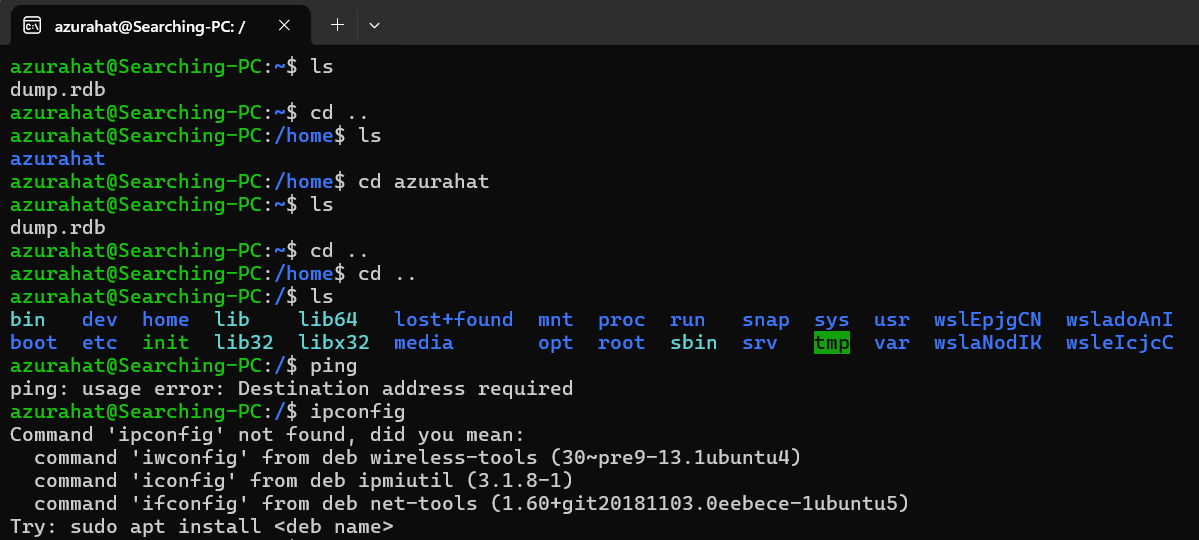 azurahat@Searching-PC: /
azurahat@Searching-PC:~$ ls
dump.rdb
azurahat@Searching-PC:~$ cd ..
azurahat@Searching-PC:/home$ ls
azurahat
azurahat@Searching-PC:/home$ cd azurahat
azurahat@Searching-PC:~$ ls
dump.rdb
azurahat@Searching-PC:~$ cd ..
azurahat@Searching-PC:/home$ cd ..
azurahat@Searching-PC:/$ ls
bin dev home lib lib64 lost+found mnt proc run snap sys usr wslEpjgCN wsladoAnI
boot etc init lib32 libx32 media opt root sbin srv tmp var wslaNodIK wsleIcjcC
azurahat@Searching-PC:/$ ping
ping: usage error: Destination address required
azurahat@Searching-PC:/$ ipconfig
Command 'ipconfig' not found, did you mean:
  command 'iwconfig' from deb wireless-tools (30~pre9-13.1ubuntu4)
  command 'iconfig' from deb ipmiutil (3.1.8-1)
  command 'ifconfig' from deb net-tools (1.60+git20181103.0eebece-1ubuntu5)
Try: sudo apt install <deb name>